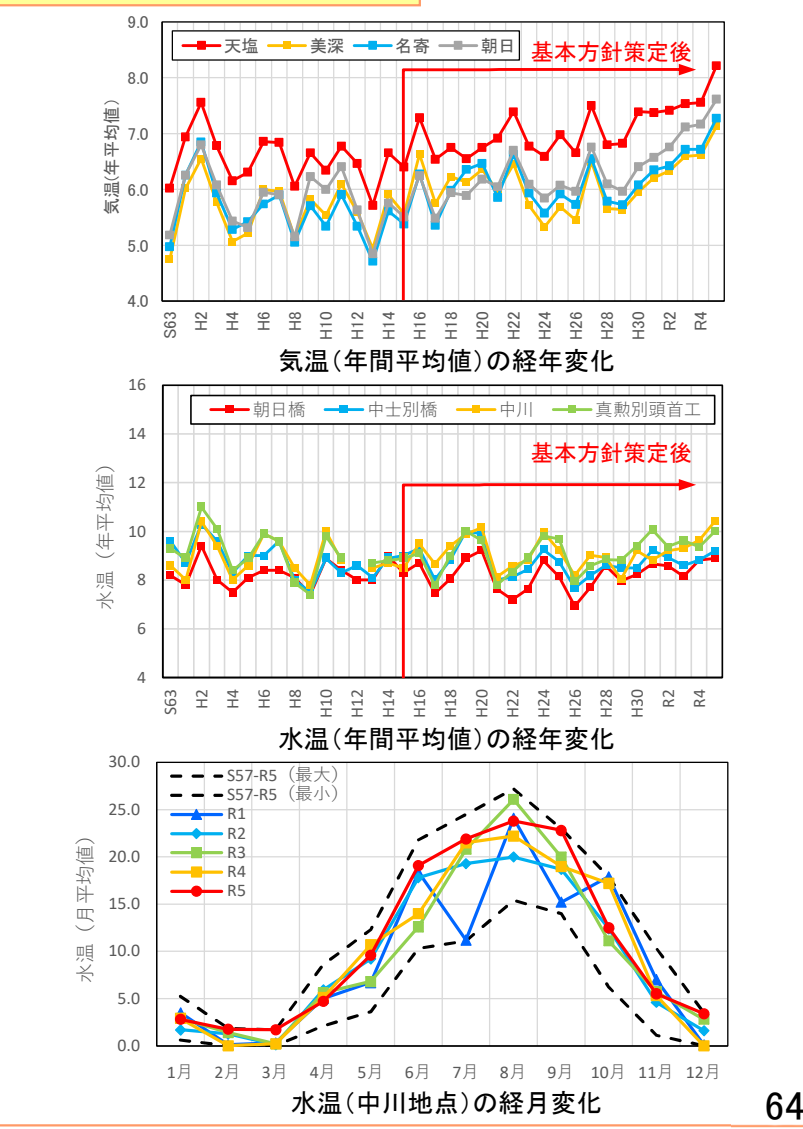 9.0
8.0
7.0
6.0
5.0
4.0
気温(年平均値)
天塩 美深 名寄 朝日
基本方針策定後
S63 H2 H4 H6 H8 H10 H12 H14 H16 H18 H20 H22 H24 H26 H28 H30 R2 R4
気温(年間平均値)の経年変化
16
14
12
10
8
6
4
水温(年平均値)
朝日橋 中士別橋 中川 真勲別頭首工
基本方針策定後
S63 H2 H4 H6 H8 H10 H12 H14 H16 H18 H20 H22 H24 H26 H28 H30 R2 R4
水温(年間平均値)の経年変化
30.0
25.0
20.0
15.0
10.0
5.0
0.0
水温(月平均値)
S57-R5(最大)
S57-R5(最小)
R1
R2
R3
R4
R5
1月 2月 3月 4月 5月 6月 7月 8月 9月 10月 11月 12月
水温(中川地点)の経月変化
64